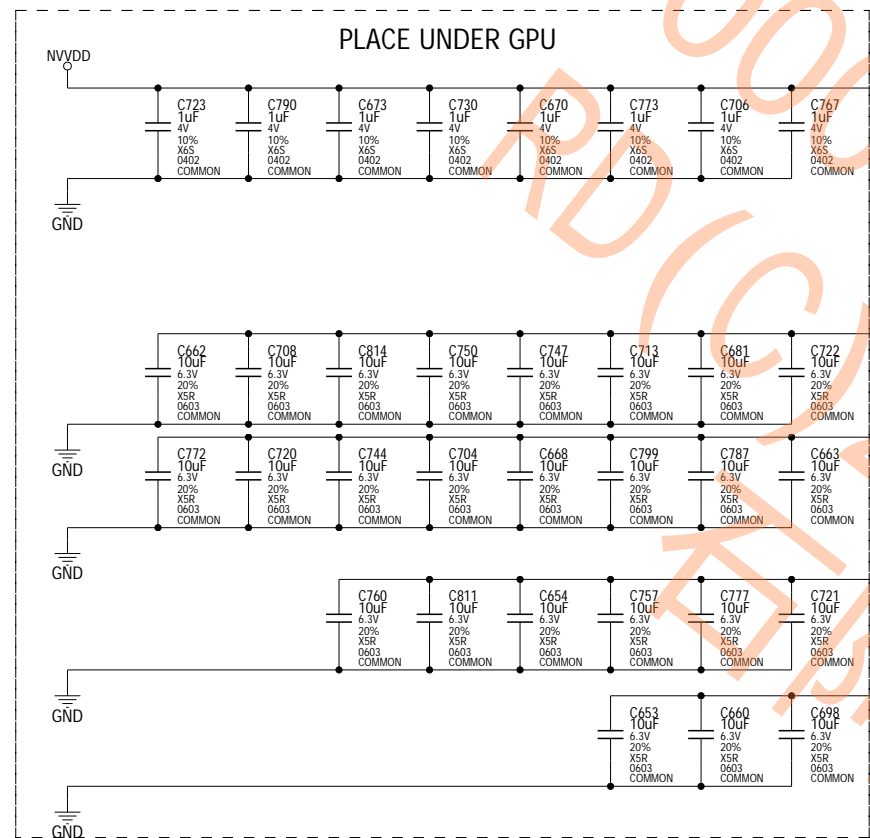 PLACE UNDER GPU
NVVDD
C723 C790 C673 C730 C670 C773 C706 C767
1uF 1uF 1uF 1uF 1uF 1uF 1uF 1uF
4V 4V 4V 4V 4V 4V 4V 4V
10% 10% 10% 10% 10% 10% 10% 10%
X6S X6S X6S X6S X6S X6S X6S X6S
0402 0402 0402 0402 0402 0402 0402 0402
COMMON COMMON COMMON COMMON COMMON COMMON COMMON COMMON
GND
C662 C708 C814 C750 C747 C713 C681 C722
10uF 10uF 10uF 10uF 10uF 10uF 10uF 10uF
6.3V 6.3V 6.3V 6.3V 6.3V 6.3V 6.3V 6.3V
20% 20% 20% 20% 20% 20% 20% 20%
X5R X5R X5R X5R X5R X5R X5R X5R
0603 0603 0603 0603 0603 0603 0603 0603
COMMON COMMON COMMON COMMON COMMON COMMON COMMON COMMON
GND
C772 C720 C744 C704 C668 C799 C787 C663
10uF 10uF 10uF 10uF 10uF 10uF 10uF 10uF
6.3V 6.3V 6.3V 6.3V 6.3V 6.3V 6.3V 6.3V
20% 20% 20% 20% 20% 20% 20% 20%
X5R X5R X5R X5R X5R X5R X5R X5R
0603 0603 0603 0603 0603 0603 0603 0603
COMMON COMMON COMMON COMMON COMMON COMMON COMMON COMMON
GND
C760 C811 C654 C757 C777 C721
10uF 10uF 10uF 10uF 10uF 10uF
6.3V 6.3V 6.3V 6.3V 6.3V 6.3V
20% 20% 20% 20% 20% 20%
X5R X5R X5R X5R X5R X5R
0603 0603 0603 0603 0603 0603
COMMON COMMON COMMON COMMON COMMON COMMON
GND
C653 C660 C698
10uF 10uF 10uF
6.3V 6.3V 6.3V
20% 20% 20%
X5R X5R X5R
0603 0603 0603
COMMON COMMON COMMON
GND
RD(C)